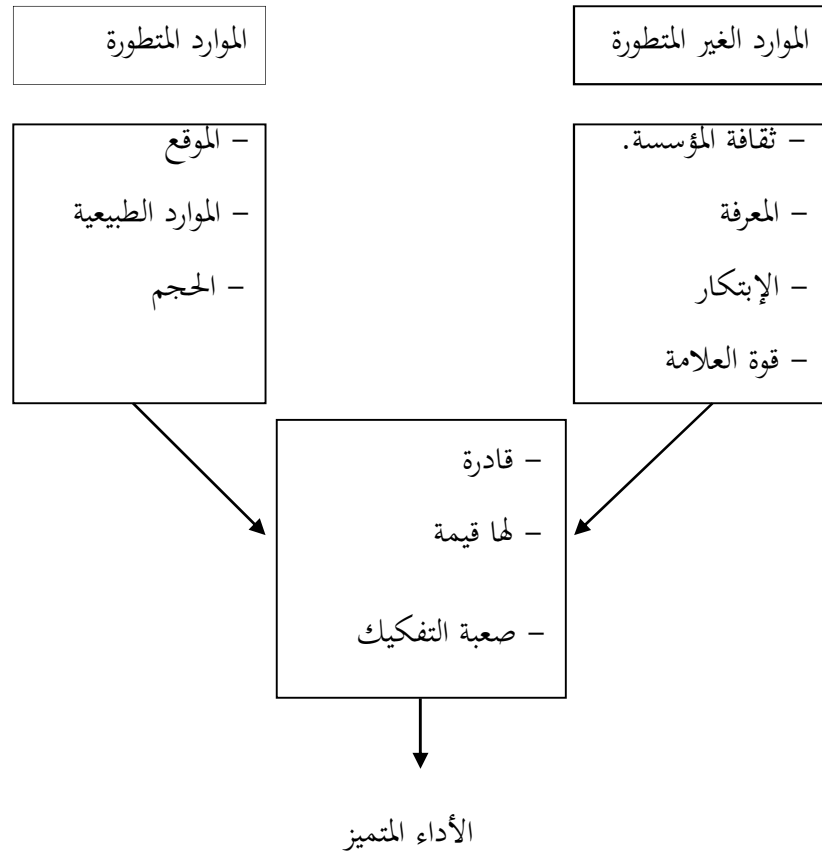 الموارد الغير المتطورة
– ثقافة المؤسسة.
– المعرفة
– الإبتكار
– قوة العلامة
الموارد المتطورة
– الموقع
– الموارد الطبيعية
– الحجم
– قادرة
– لها قيمة
– صعبة التفكيك
الأداء المتميز